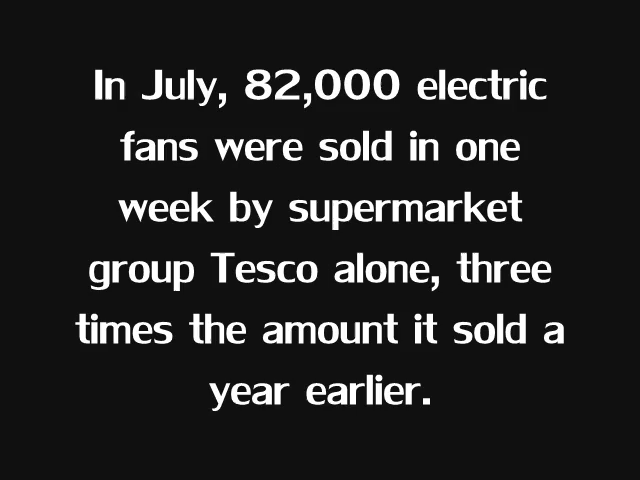 In July, 82,000 electric
fans were sold in one
week by supermarket
group Tesco alone, three
times the amount it sold a
year earlier.